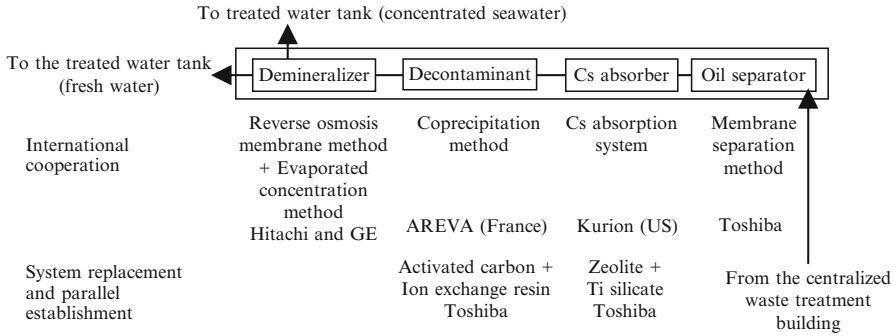 To treated water tank (concentrated seawater)
To the treated water tank
(fresh water)
Demineralizer
Decontaminant
Cs absorber
Oil separator
International
cooperation
Reverse osmosis
membrane method
+ Evaporated
concentration
method
Hitachi and GE
Coprecipitation
method
AREVA (France)
Cs absorption
system
Kurion (US)
Membrane
separation
method
Toshiba
System replacement
and parallel
establishment
Activated carbon +
Ion exchange resin
Toshiba
Zeolite +
Ti silicate
Toshiba
From the centralized
waste treatment
building